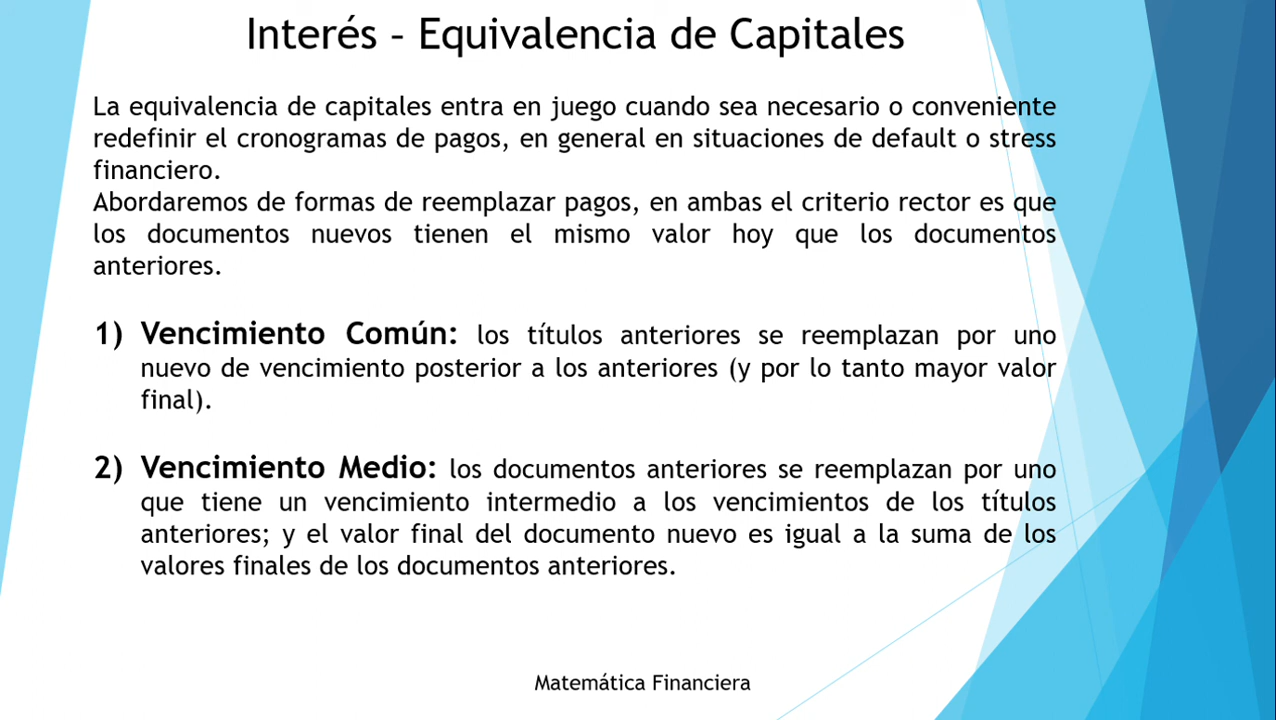 Interés – Equivalencia de Capitales
La equivalencia de capitales entra en juego cuando sea necesario o conveniente
redefinir el cronogramas de pagos, en general en situaciones de default o stress
financiero.
Abordaremos de formas de reemplazar pagos, en ambas el criterio rector es que
los documentos nuevos tienen el mismo valor hoy que los documentos
anteriores.
1) Vencimiento Común: los títulos anteriores se reemplazan por uno
nuevo de vencimiento posterior a los anteriores (y por lo tanto mayor valor
final).
2) Vencimiento Medio: los documentos anteriores se reemplazan por uno
que tiene un vencimiento intermedio a los vencimientos de los títulos
anteriores; y el valor final del documento nuevo es igual a la suma de los
valores finales de los documentos anteriores.
Matemática Financiera